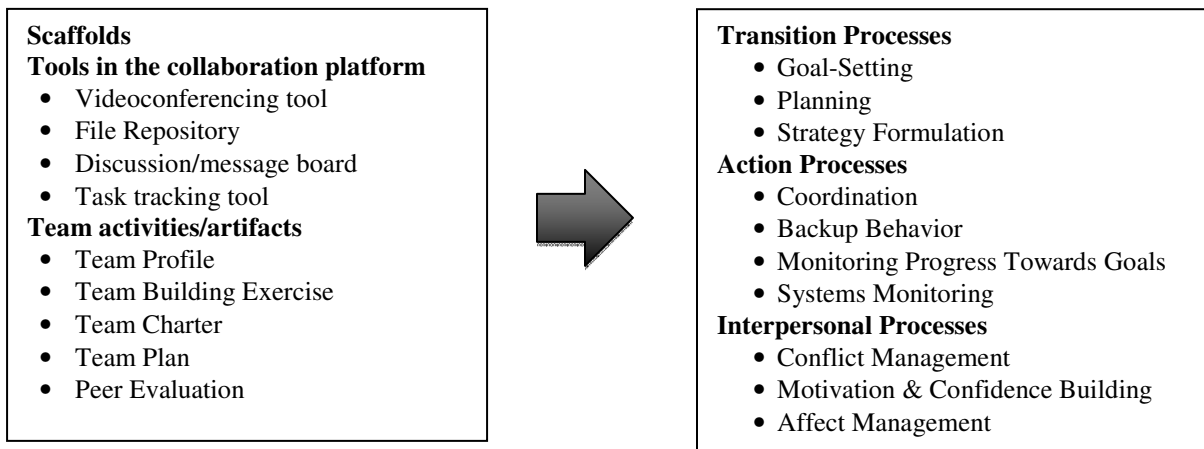 Scaffolds
Tools in the collaboration platform
• Videoconferencing tool
• File Repository
• Discussion/message board
• Task tracking tool
Team activities/artifacts
• Team Profile
• Team Building Exercise
• Team Charter
• Team Plan
• Peer Evaluation
Transition Processes
• Goal-Setting
• Planning
• Strategy Formulation
Action Processes
• Coordination
• Backup Behavior
• Monitoring Progress Towards Goals
• Systems Monitoring
Interpersonal Processes
• Conflict Management
• Motivation & Confidence Building
• Affect Management